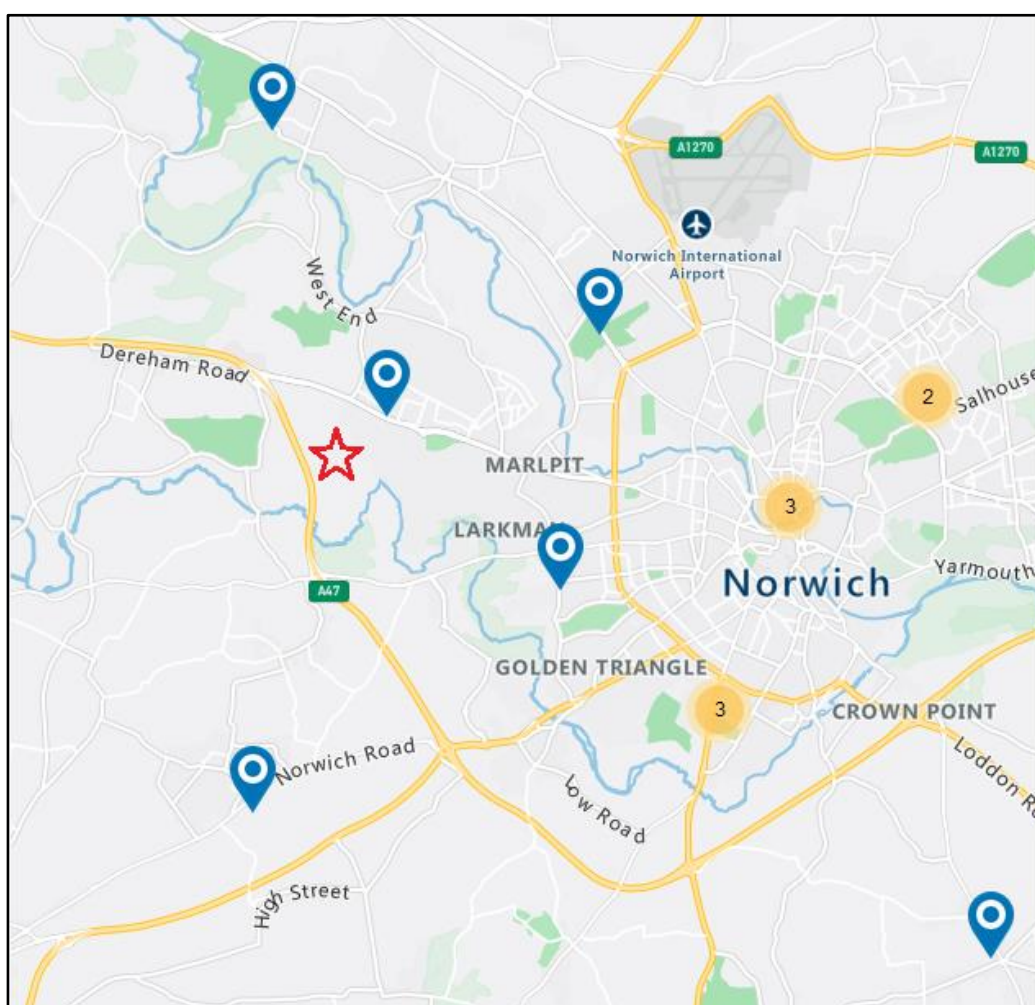 A1270
A1270
Norwich International
Airport
West End
Dereham Road
2
Salhouse
MARLPIT
3
LARKMAN
Norwich
Yarmouth
A47
GOLDEN TRIANGLE
3
CROWN POINT
Norwich Road
Loddon R
Low Road
High Street